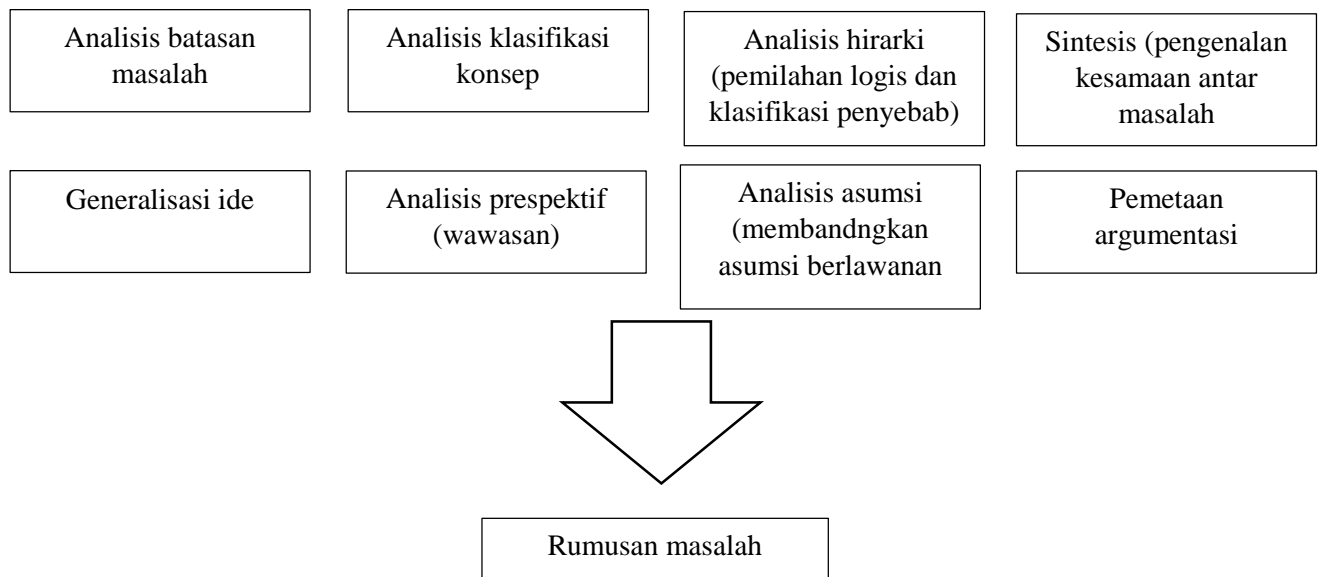 Analisis batasan
masalah
Analisis klasifikasi
konsep
Analisis hirarki
(pemilahan logis dan
klasifikasi penyebab)
Sintesis (pengenalan
kesamaan antar
masalah
Generalisasi ide
Analisis prespektif
(wawasan)
Analisis asumsi
(membandngkan
asumsi berlawanan
Pemetaan
argumentasi
Rumusan masalah